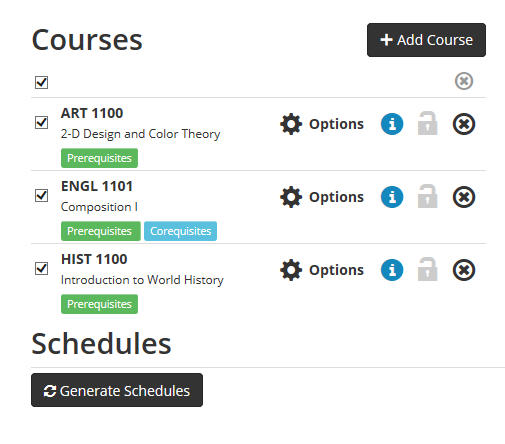 Courses
Add Course
ART 1100
2-D Design and Color Theory
Options
Prerequisites
ENGL 1101
Composition I
Options
Prerequisites Corequisites
HIST 1100
Introduction to World History
Options
Prerequisites
Schedules
Generate Schedules